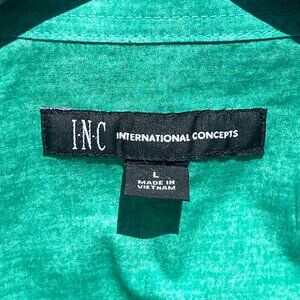 I·N·C INTERNATIONAL CONCEPTS
L
MADE IN
VIETNAM